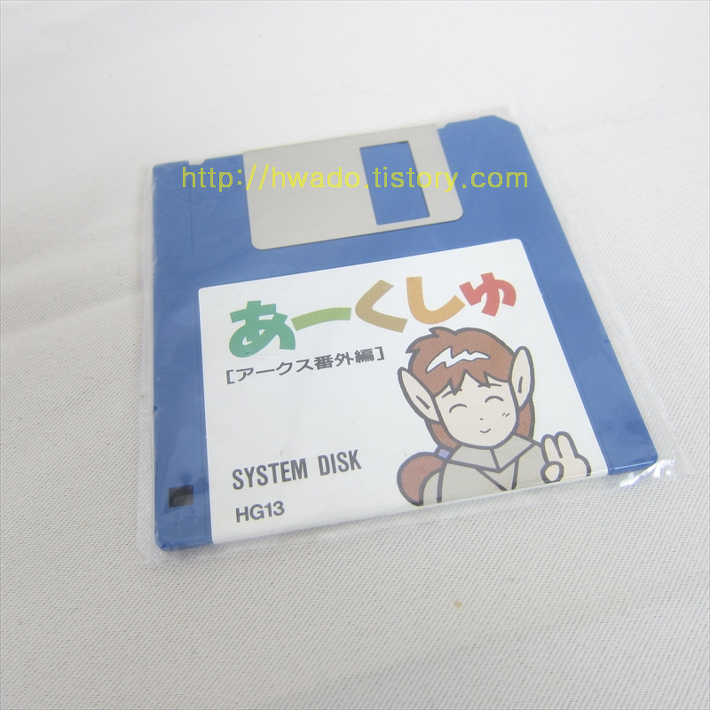 http://hwado.tistory.com
あーくしゅ
[アークス番外編]
SYSTEM DISK
HG13